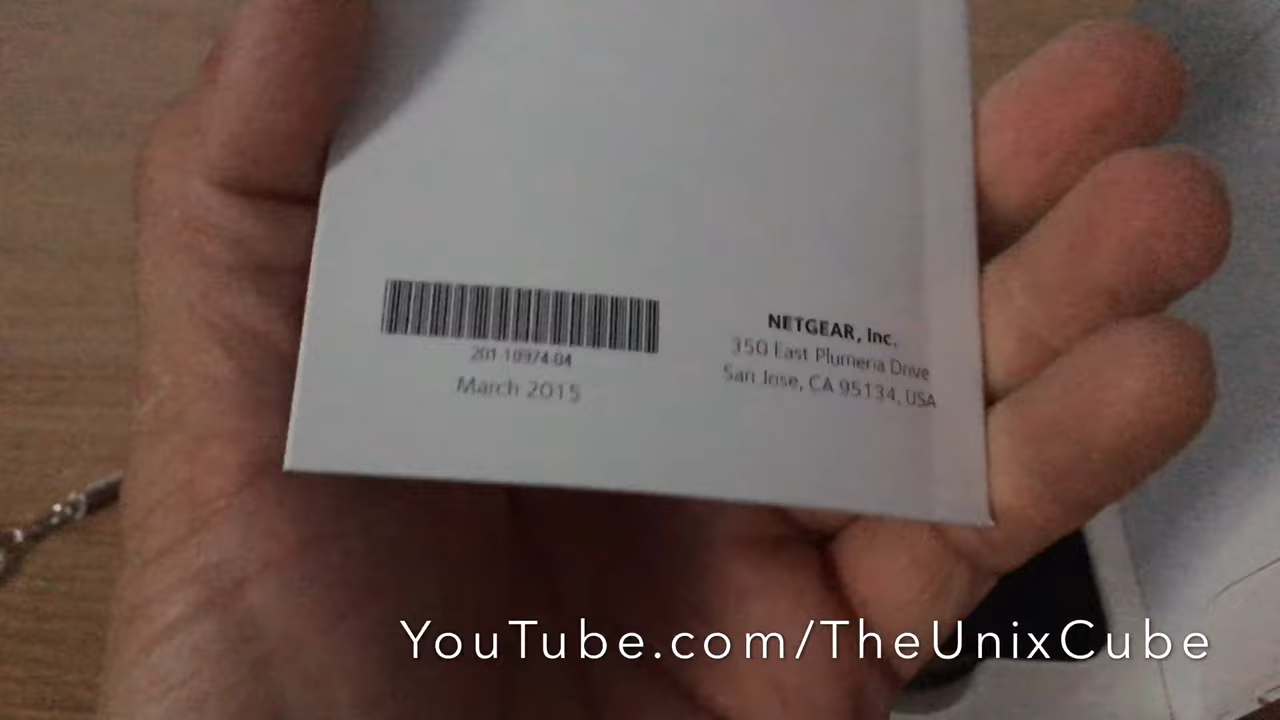 201-10974-04
March 2015
NETGEAR, Inc.
350 East Plumeria Drive
San Jose, CA 95134, USA
YouTube.com/TheUnixCube